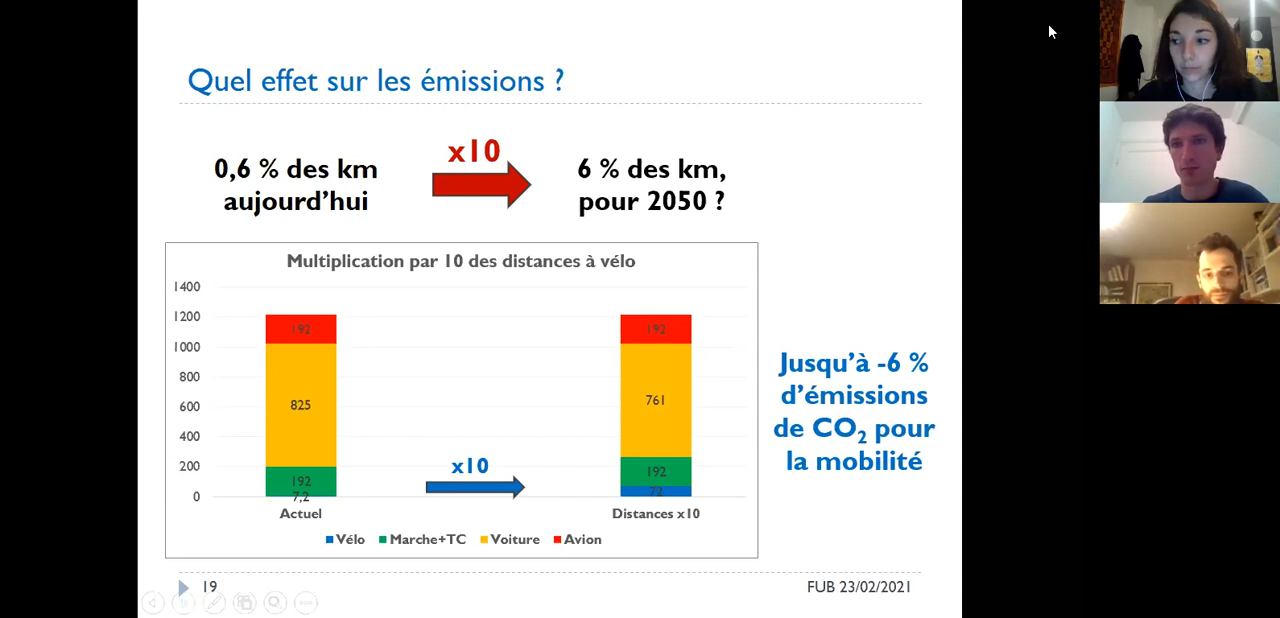 Quel effet sur les émissions ?
0,6 % des km
aujourd'hui
x10
6 % des km,
pour 2050 ?
Multiplication par 10 des distances à vélo
1400
1200
1000
800
600
400
200
0
192
825
192
7,2
x10
192
761
192
72
Actuel
Distances x10
Vélo
Marche+TC
Voiture
Avion
Jusqu'à -6 %
d'émissions
de CO₂ pour
la mobilité
19
FUB 23/02/2021